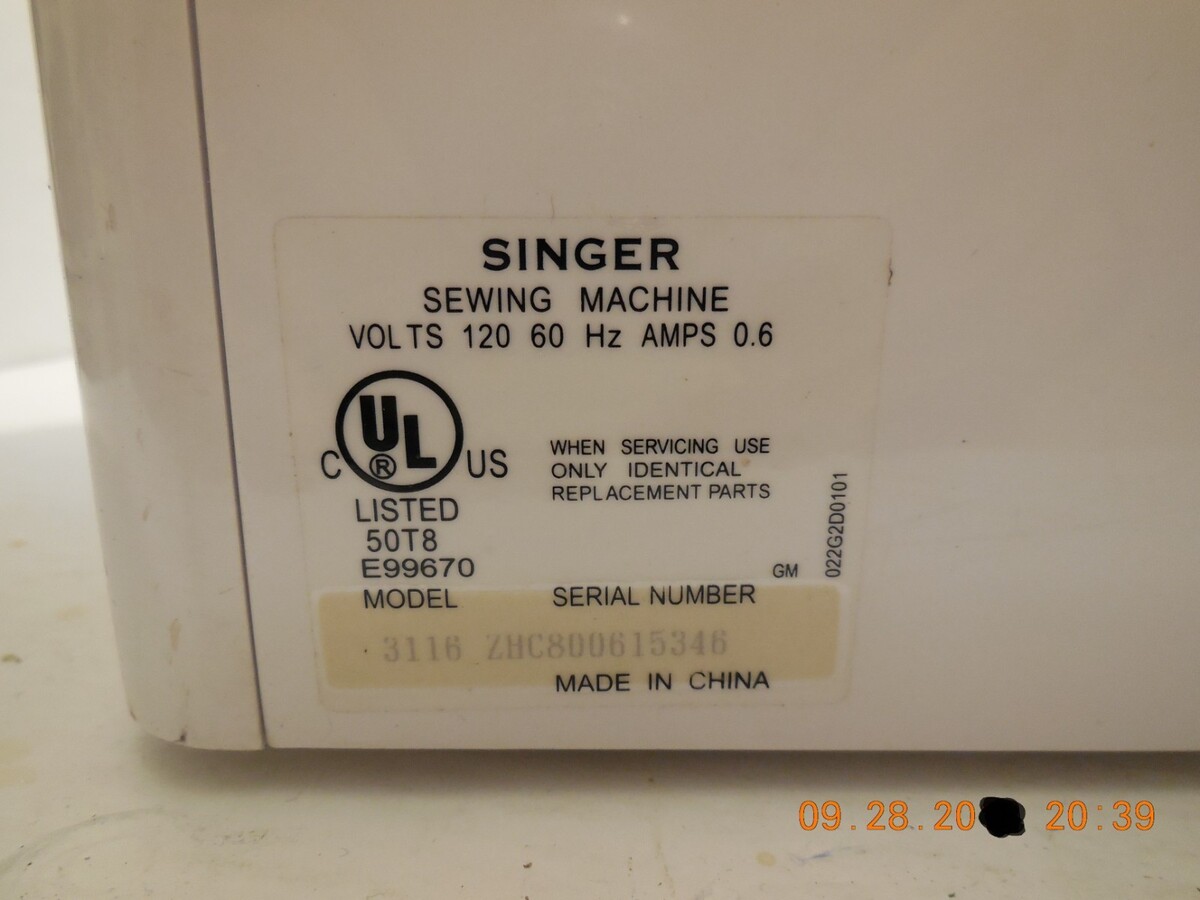 SINGER
SEWING MACHINE
VOLTS 120 60 Hz AMPS 0.6
UL
®
C US
LISTED
50T8
E99670
WHEN SERVICING USE
ONLY IDENTICAL
REPLACEMENT PARTS
022G2D0101
GM
MODEL SERIAL NUMBER
3116 ZHC800615346
MADE IN CHINA
09.28.20 20:39